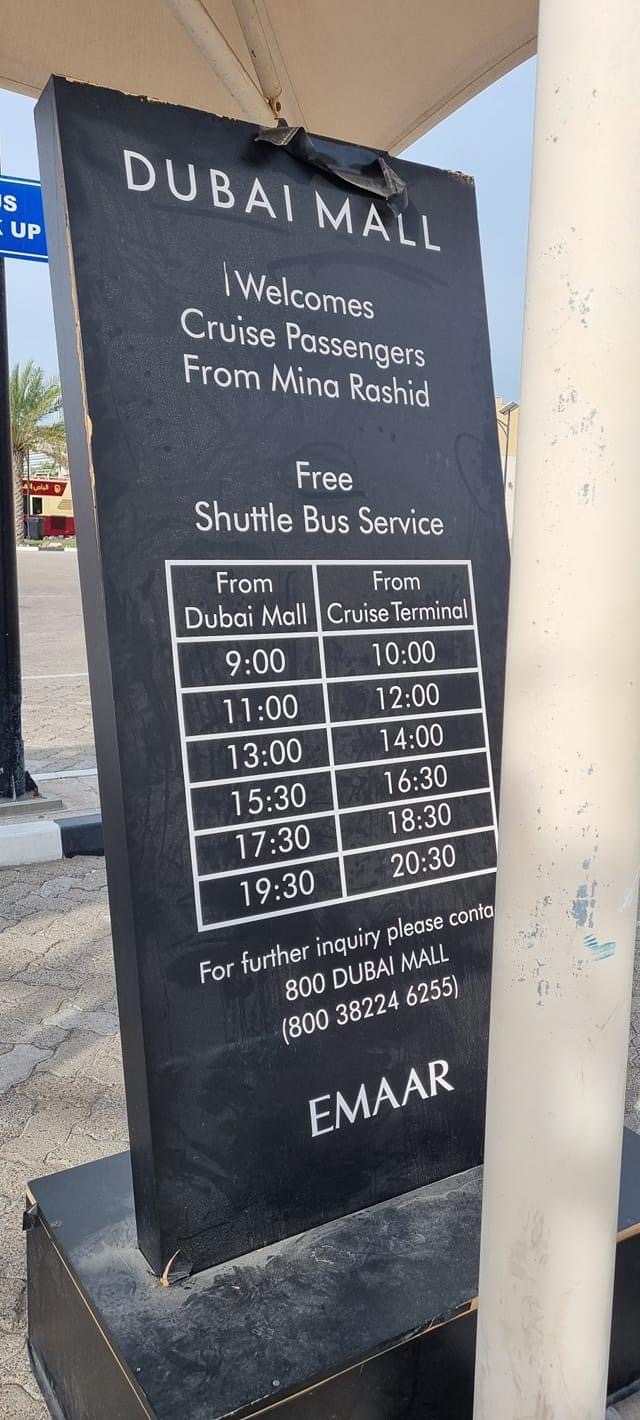 UP
DUBAI MALL
Welcomes
Cruise Passengers
From Mina Rashid
Free
Shuttle Bus Service
From Dubai Mall From Cruise Terminal
9:00 10:00
11:00 12:00
13:00 14:00
15:30 16:30
17:30 18:30
19:30 20:30
For further inquiry please conta
800 DUBAI MALL
(800 38224 6255)
EMAAR